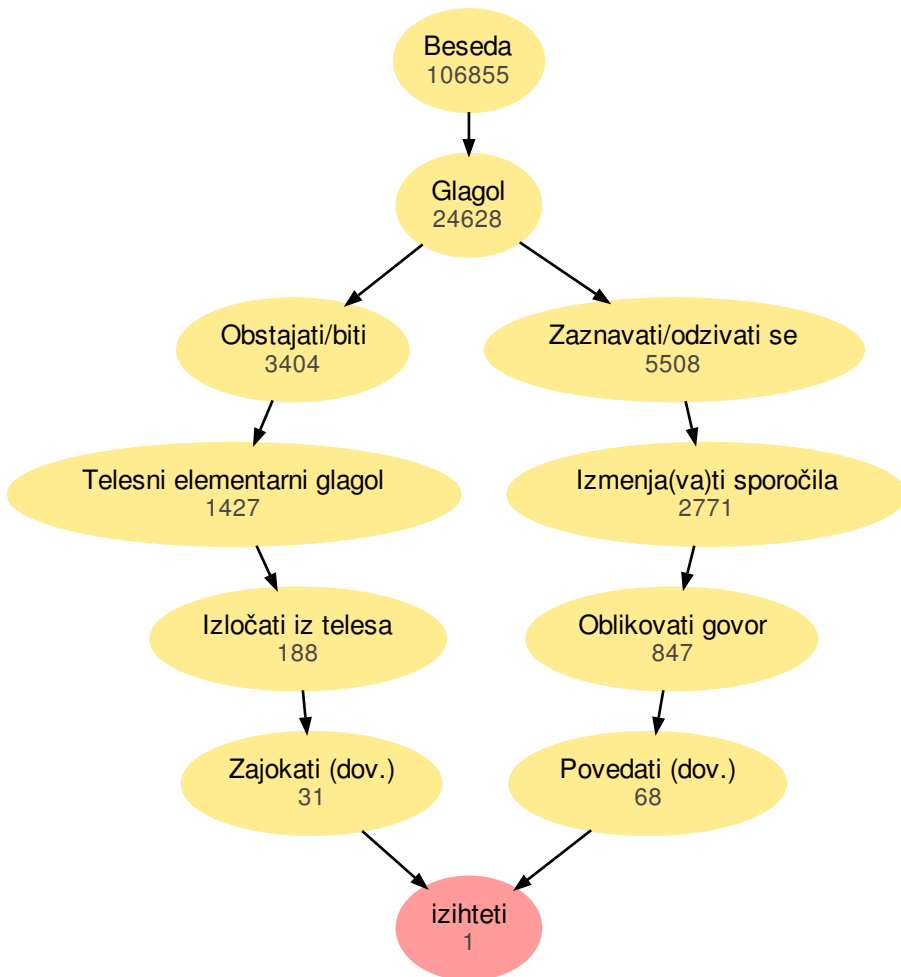 Beseda
106855
Glagol
24628
Obstajati/biti
3404
Zaznavati/odzivati se
5508
Telesni elementarni glagol
1427
Izmenja(va)ti sporočila
2771
Izločati iz telesa
188
Oblikovati govor
847
Zajokati (dov.)
31
Povedati (dov.)
68
izihteti
1